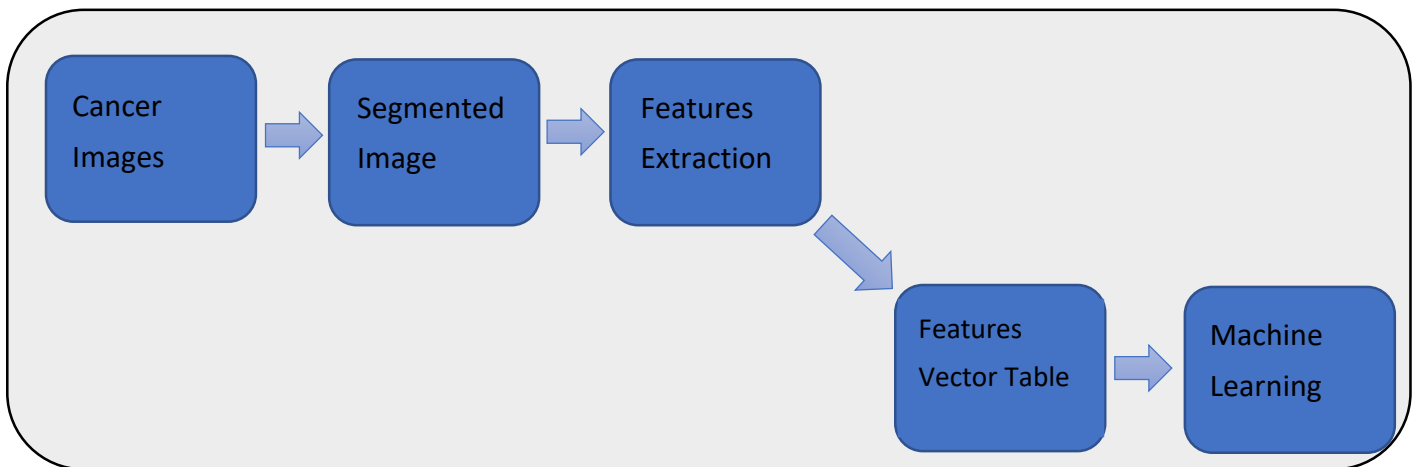 Cancer
Images
Segmented
Image
Features
Extraction
Features
Vector Table
Machine
Learning